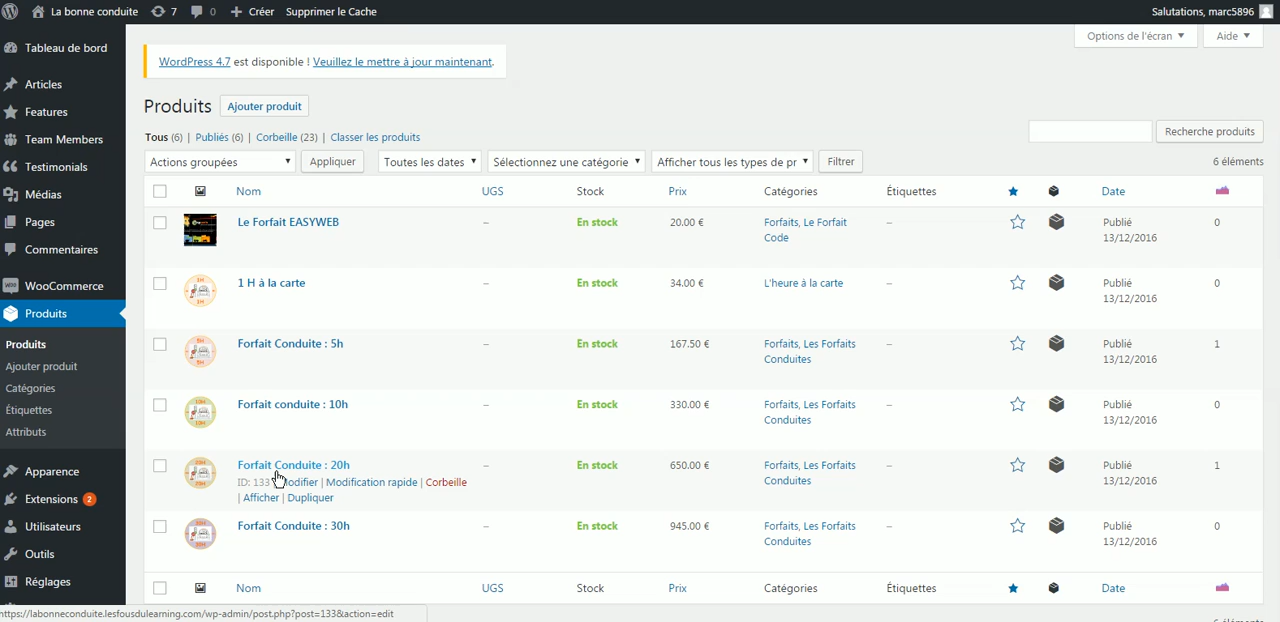 La bonne conduite 7 0 + Créer Supprimer le Cache Salutations, marc5896
Options de l'écran ▼ Aide ▼
Tableau de bord
Articles
Features
Team Members
Testimonials
Médias
Pages
Commentaires
WooCommerce
Produits
Produits
Ajouter produit
Catégories
Étiquettes
Attributs
Apparence
Extensions 2
Utilisateurs
Outils
Réglages
WordPress 4.7 est disponible ! Veuillez le mettre à jour maintenant.
Produits Ajouter produit
Tous (6) | Publiés (6) | Corbeille (23) | Classer les produits
Recherche produits
Actions groupées Appliquer Toutes les dates Sélectionnez une catégorie Afficher tous les types de pr Filtrer 6 éléments
Nom UGS Stock Prix Catégories Étiquettes Date
Le Forfait EASYWEB – En stock 20.00 € Forfaits, Le Forfait – Publié 0
Code 13/12/2016
1 H à la carte – En stock 34.00 € L'heure à la carte – Publié 0
13/12/2016
Forfait Conduite : 5h – En stock 167.50 € Forfaits, Les Forfaits – Publié 1
Conduites 13/12/2016
Forfait conduite : 10h – En stock 330.00 € Forfaits, Les Forfaits – Publié 0
Conduites 13/12/2016
Forfait Conduite : 20h – En stock 650.00 € Forfaits, Les Forfaits – Publié 1
ID: 133 odifier | Modification rapide | Corbeille Conduites 13/12/2016
| Afficher | Dupliquer
Forfait Conduite : 30h – En stock 945.00 € Forfaits, Les Forfaits – Publié 0
Conduites 13/12/2016
Nom UGS Stock Prix Catégories Étiquettes Date
https://labonneconduite.lesfousdulearning.com/wp-admin/post.php?post=133&action=edit
6 éléments